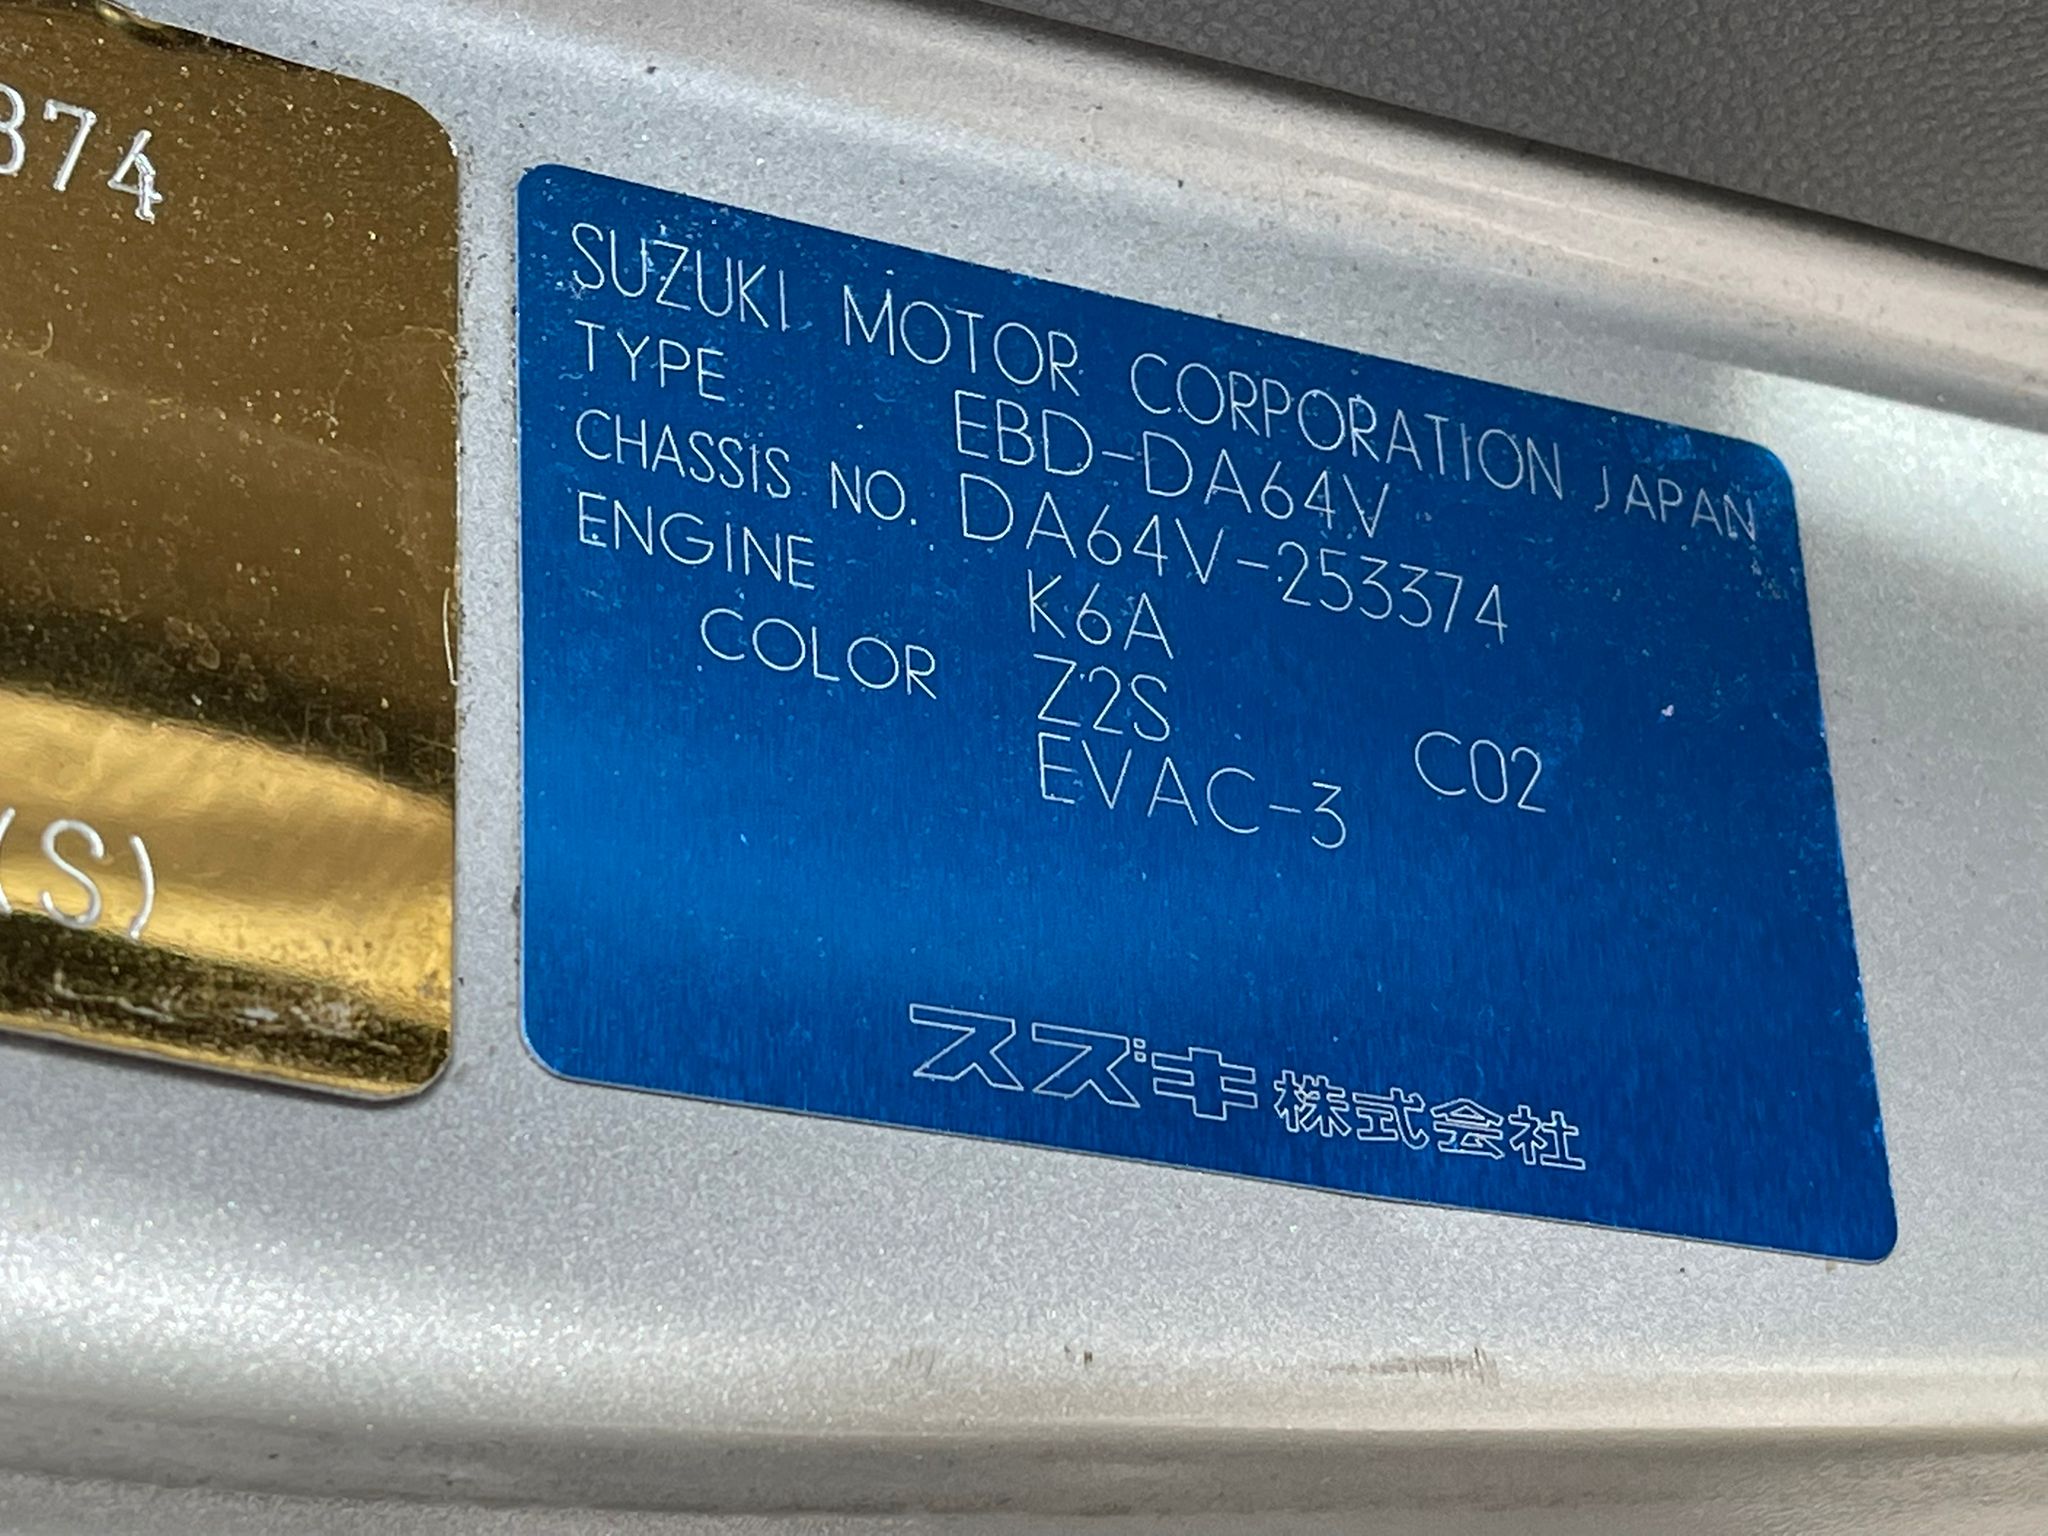 374
(S)
SUZUKI MOTOR CORPORATION JAPAN
TYPE EBD-DA64V
CHASSIS NO. DA64V-253374
ENGINE K6A
COLOR Z2S C02
EVAC-3
スズキ株式会社